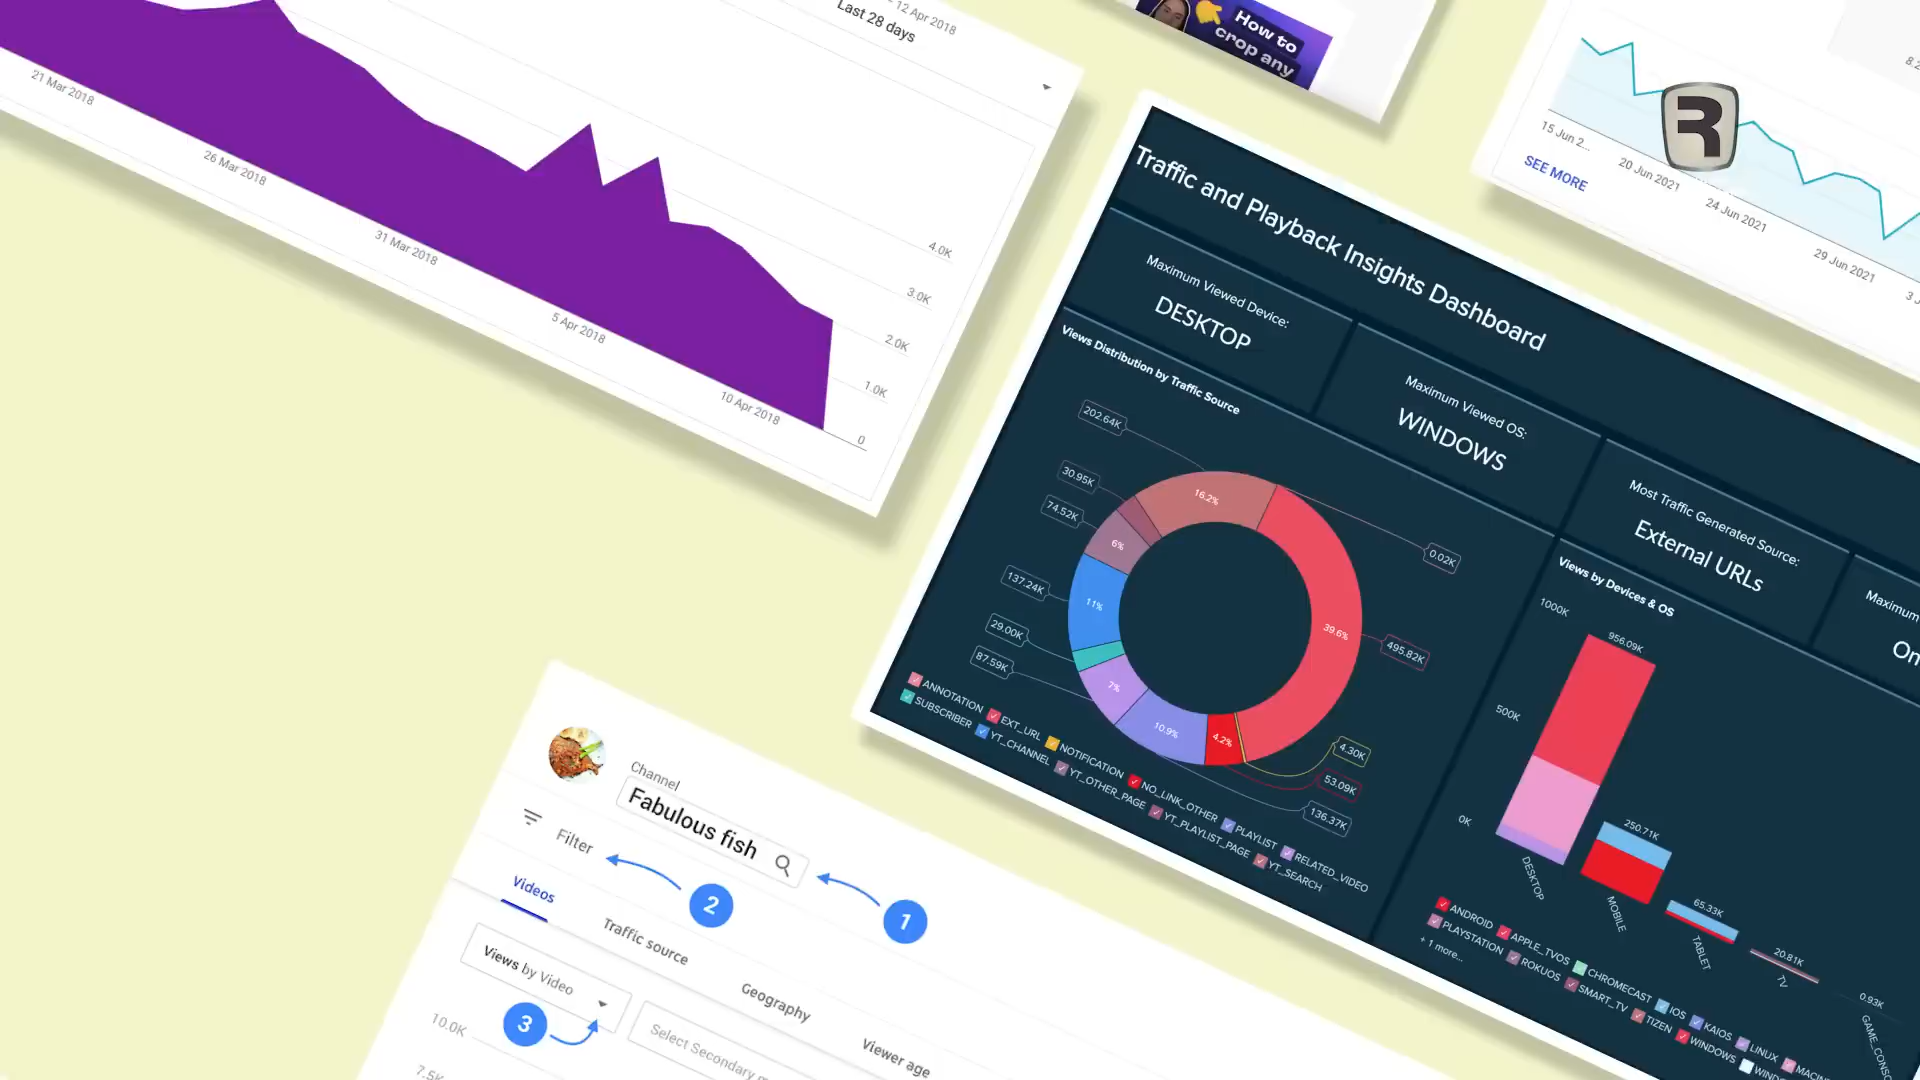 12 Apr 2018
Last 28 days
21 Mar 2018
26 Mar 2018
31 Mar 2018
5 Apr 2018
10 Apr 2018
4.0K
3.0K
2.0K
1.0K
0
How to
crop any
R
15 Jun 2...
20 Jun 2021
24 Jun 2021
29 Jun 2021
SEE MORE
Traffic and Playback Insights Dashboard
Maximum Viewed Device:
DESKTOP
Maximum Viewed OS:
WINDOWS
Most Traffic Generated Source:
External URLs
Maximum
Views Distribution by Traffic Source
202.64K
30.95K
74.52K
137.24K
29.00K
87.59K
0.02K
495.82K
4.30K
53.09K
136.37K
16.2%
6%
11%
7%
10.9%
4.2%
39.6%
ANNOTATION EXT_URL NOTIFICATION NO_LINK_OTHER PLAYLIST RELATED_VIDEO
SUBSCRIBER YT_CHANNEL YT_OTHER_PAGE YT_PLAYLIST_PAGE YT_SEARCH
Views by Devices & OS
1000K
500K
0K
956.09K
250.71K
65.33K
20.81K
0.93K
DESKTOP
MOBILE
TABLET
ANDROID APPLE_TVOS CHROMECAST IOS KAIOS LINUX
PLAYSTATION ROKUOS SMART_TV TIZEN WINDOWS
+ 1 more...
Channel
Fabulous fish
Filter
1
2
3
Videos
Traffic source
Geography
Viewer age
Views by Video
Select Secondary
10.0K
7.5K